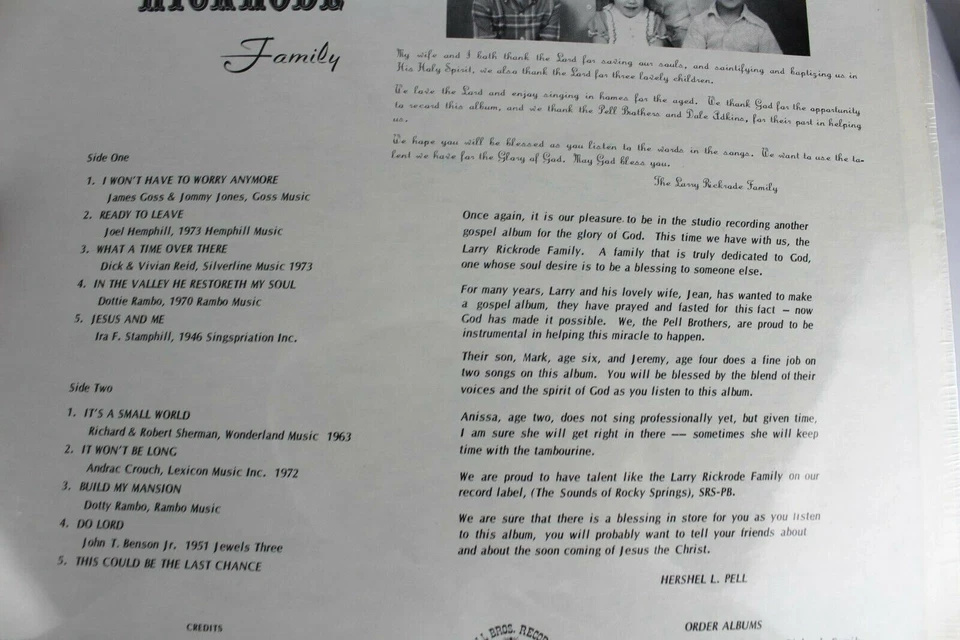 RICKRODE
Family
My wife and I both thank the Lord for saving our souls, and saintifying and baptizing us in
His Holy Spirit, we also thank the Lord for three lovely children.
We love the Lord and enjoy singing in homes for the aged. We thank God for the opportunity
to record this album, and we thank the Pell Brothers and Dale Adkins, for their part in helping
us.
We hope you will be blessed as you listen to the words in the songs. We want to use the ta-
lent we have for the Glory of God. May God bless you.
The Larry Rickrode Family
Side One
1. I WON'T HAVE TO WORRY ANYMORE
James Goss & Jommy Jones, Goss Music
2. READY TO LEAVE
Joel Hemphill, 1973 Hemphill Music
3. WHAT A TIME OVER THERE
Dick & Vivian Reid, Silverline Music 1973
4. IN THE VALLEY HE RESTORETH MY SOUL
Dottie Rambo, 1970 Rambo Music
5. JESUS AND ME
Ira F. Stamphill, 1946 Singspriation Inc.
Side Two
1. IT'S A SMALL WORLD
Richard & Robert Sherman, Wonderland Music 1963
2. IT WON'T BE LONG
Andrac Crouch, Lexicon Music Inc. 1972
3. BUILD MY MANSION
Dotty Rambo, Rambo Music
4. DO LORD
John T. Benson Jr. 1951 Jewels Three
5. THIS COULD BE THE LAST CHANCE
CREDITS
Once again, it is our pleasure to be in the studio recording another
gospel album for the glory of God. This time we have with us, the
Larry Rickrode Family. A family that is truly dedicated to God,
one whose soul desire is to be a blessing to someone else.
For many years, Larry and his lovely wife, Jean, has wanted to make
a gospel album, they have prayed and fasted for this fact — now
God has made it possible. We, the Pell Brothers, are proud to be
instrumental in helping this miracle to happen.
Their son, Mark, age six, and Jeremy, age four does a fine job on
two songs on this album. You will be blessed by the blend of their
voices and the spirit of God as you listen to this album.
Anissa, age two, does not sing professionally yet, but given time,
I am sure she will get right in there —— sometimes she will keep
time with the tambourine.
We are proud to have talent like the Larry Rickrode Family on our
record label, (The Sounds of Rocky Springs), SRS-PB.
We are sure that there is a blessing in store for you as you listen
to this album, you will probably want to tell your friends about
and about the soon coming of Jesus the Christ.
HERSHEL L. PELL
LL BROS. RECO
ORDER ALBUMS